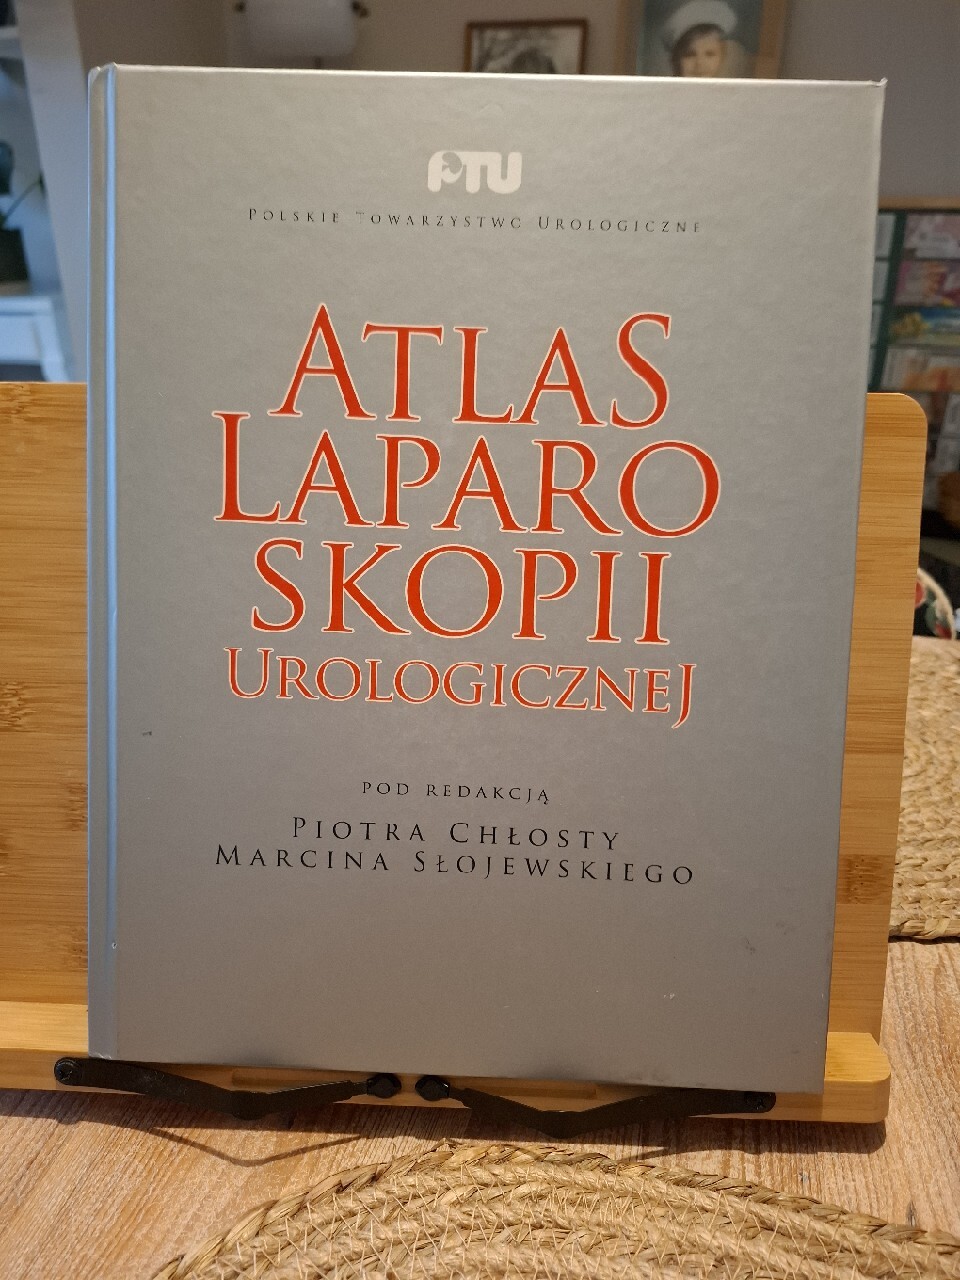 PTU
POLSKIE TOWARZYSTWO UROLOGICZNE
ATLAS
LAPARO
SKOPII
UROLOGICZNEJ
POD REDAKCJĄ
PIOTRA CHŁOSTY
MARCINA SŁOJEWSKIEGO